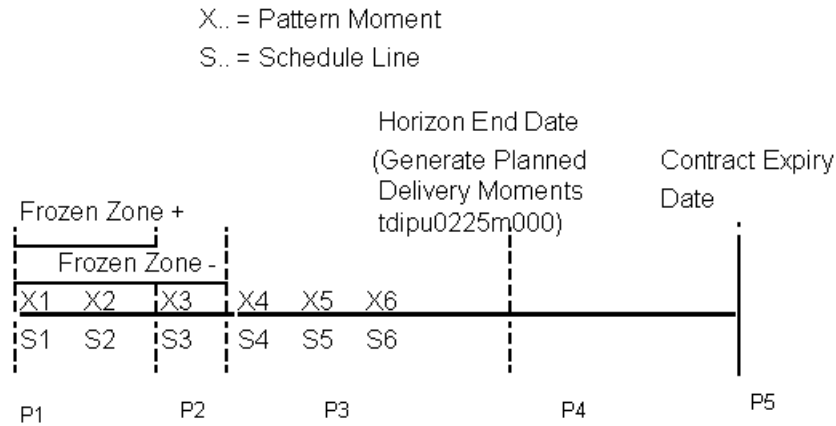 X.. = Pattern Moment
S.. = Schedule Line
Horizon End Date
(Generate Planned
Delivery Moments
tdipu0225m000)
Contract Expiry
Date
Frozen Zone +
Frozen Zone -
X1 X2 X3 X4 X5 X6
S1 S2 S3 S4 S5 S6
P1 P2 P3 P4 P5